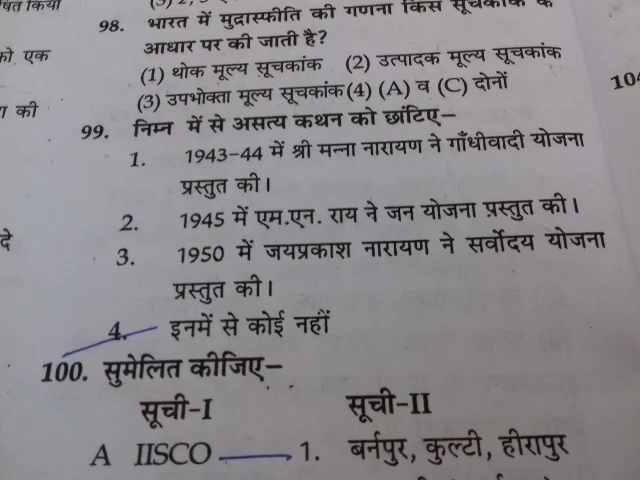 षित किया
98. भारत में मुद्रास्फीति की गणना किस सूचकांक के
को एक
आधार पर की जाती है?
(1) थोक मूल्य सूचकांक (2) उत्पादक मूल्य सूचकांक
(3) उपभोक्ता मूल्य सूचकांक (4) (A) व (C) दोनों
104
की
99. निम्न में से असत्य कथन को छांटिए–
1. 1943-44 में श्री मन्ना नारायण ने गाँधीवादी योजना
प्रस्तुत की।
2. 1945 में एम.एन. राय ने जन योजना प्रस्तुत की।
दे
3. 1950 में जयप्रकाश नारायण ने सर्वोदय योजना
प्रस्तुत की।
4. इनमें से कोई नहीं
100. सुमेलित कीजिए–
सूची-I सूची-II
A IISCO 1. बर्नपुर, कुल्टी, हीरापुर